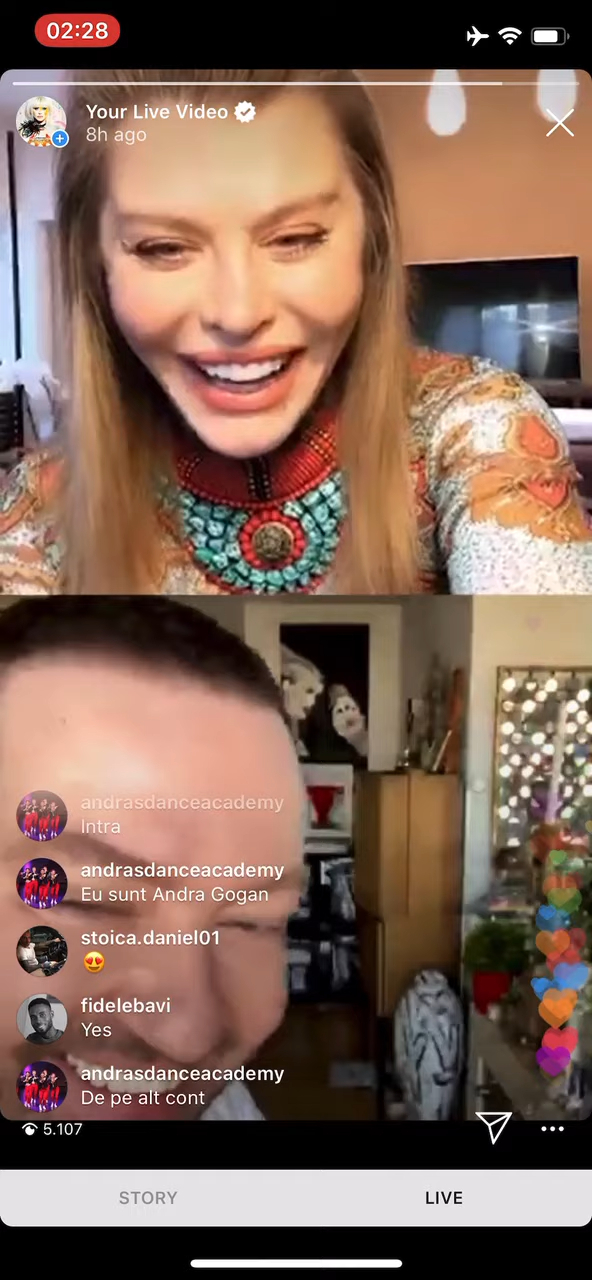 02:28
Your Live Video
8h ago
andrasdanceacademy
Intra
andrasdanceacademy
Eu sunt Andra Gogan
stoica.daniel01
😍
fidelebavi
Yes
andrasdanceacademy
De pe alt cont
5.107
STORY
LIVE